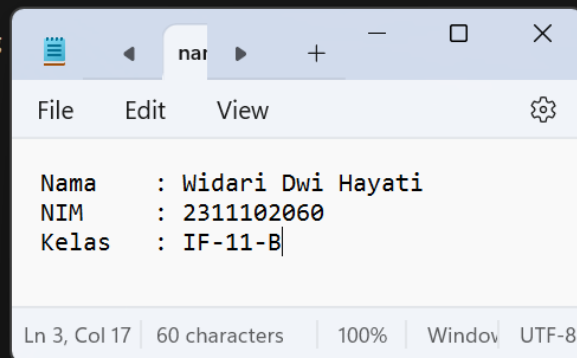 nar
File Edit View
Nama : Widari Dwi Hayati
NIM : 2311102060
Kelas : IF-11-B
Ln 3, Col 17 60 characters 100% Window UTF-8